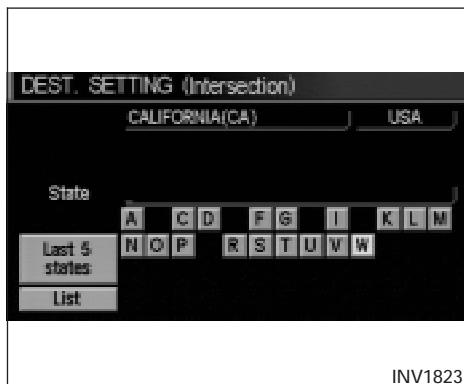 DEST. SETTING (Intersection)
CALIFORNIA(CA) USA
State
A C D F G I K L M
Last 5 states
N O P R S T U V W
List
INV1823